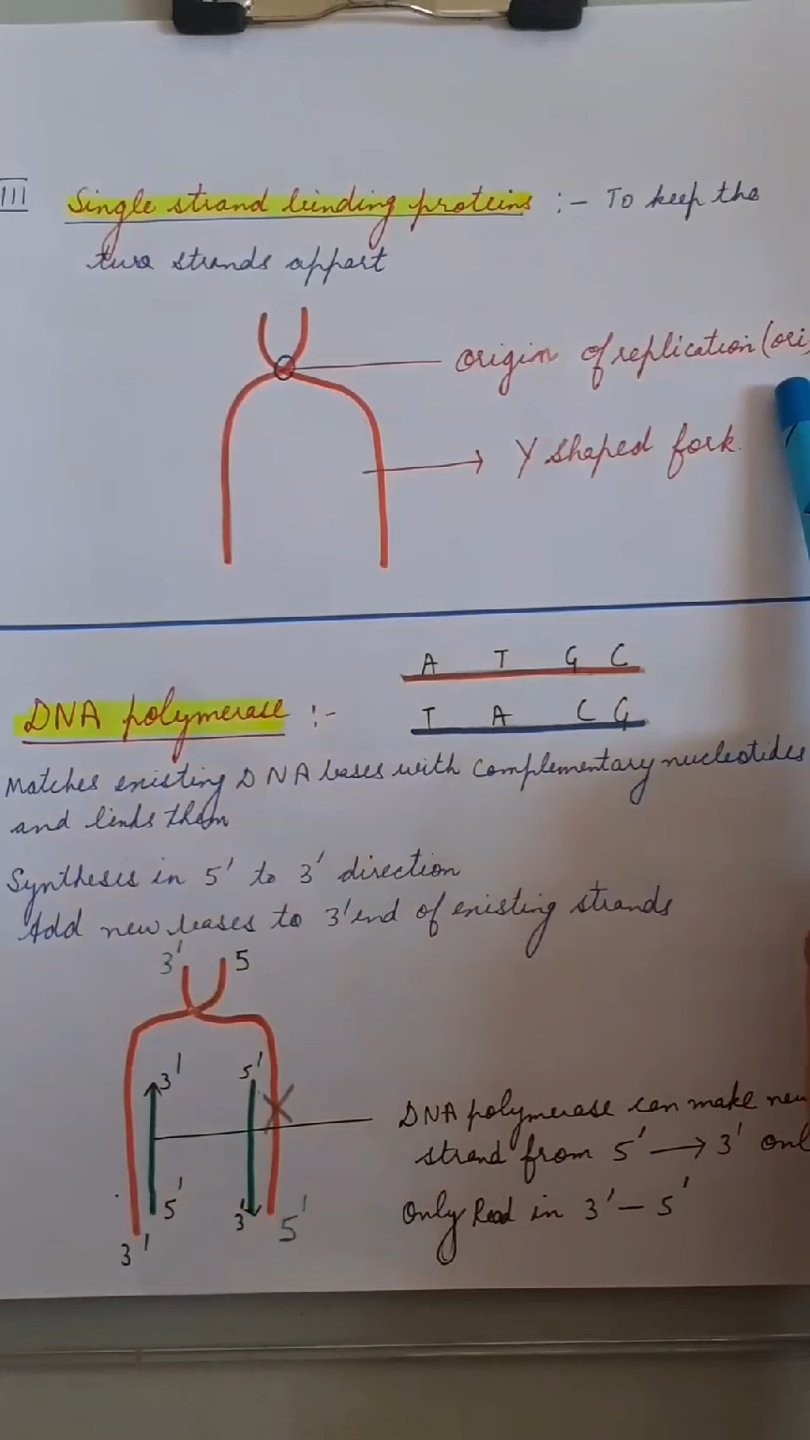 III Single strand binding proteins :- To keep the
two strands appart
origin of replication (ori)
Y shaped fork.
A T G C
DNA polymerase :-
T A C G
Matches existing DNA bases with complementary nucleotides
and links them
Synthesis in 5' to 3' direction
Add new bases to 3' end of existing strands
3' 5
3' 5'
DNA polymerase can make new
strand from 5' → 3' only
5' 3' 5'
Only Read in 3' – 5'
3'